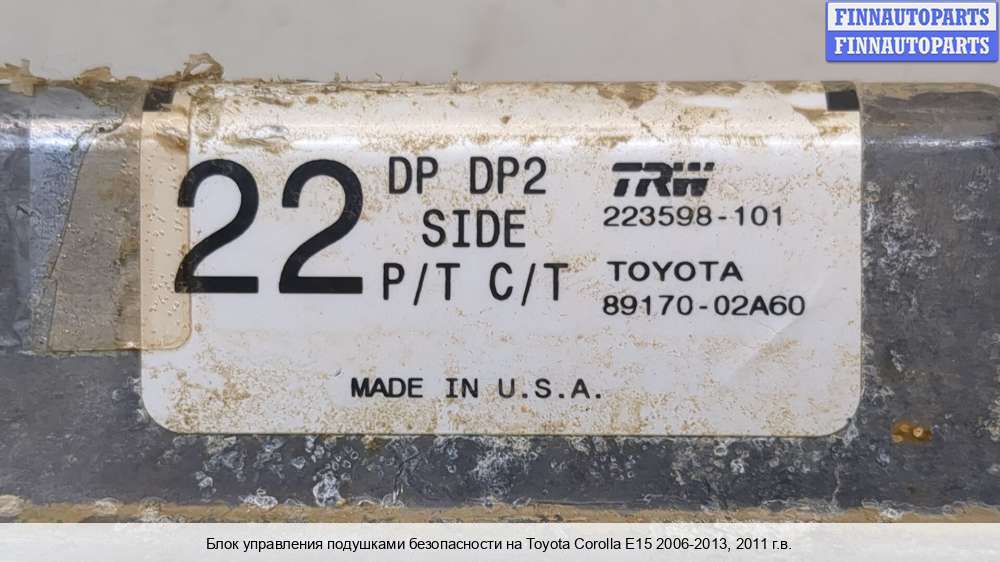 FINNAUTOPARTS
FINNAUTOPARTS
22
DP DP2
SIDE
P/T C/T
TRW
223598-101
TOYOTA
89170-02A60
MADE IN U.S.A.
Блок управления подушками безопасности на Toyota Corolla E15 2006-2013, 2011 г.в.